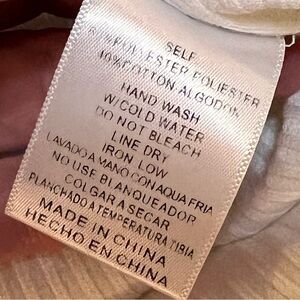 SELF
POLYESTER POLIESTER
COTTON ALGODON
HAND WASH
W/COLD WATER
DO NOT BLEACH
LINE DRY
IRON LOW
LAVADO A MANO CON AQUA FRIA
NO USE BLANQUEADOR
COLGAR A SECAR
PLANCHADO A TEMPERATURA TIBIA
MADE IN CHINA
HECHO EN CHINA